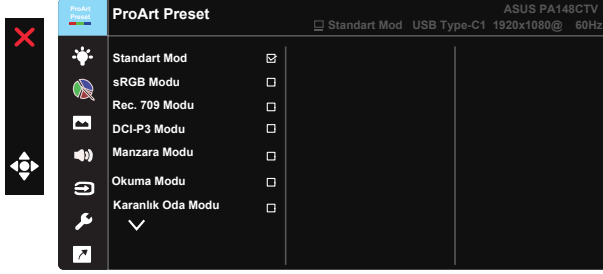 ProArt
Preset
ProArt Preset
ASUS PA148CTV
Standart Mod USB Type-C1 1920x1080@ 60Hz
Standart Mod
sRGB Modu
Rec. 709 Modu
DCI-P3 Modu
Manzara Modu
Okuma Modu
Karanlık Oda Modu